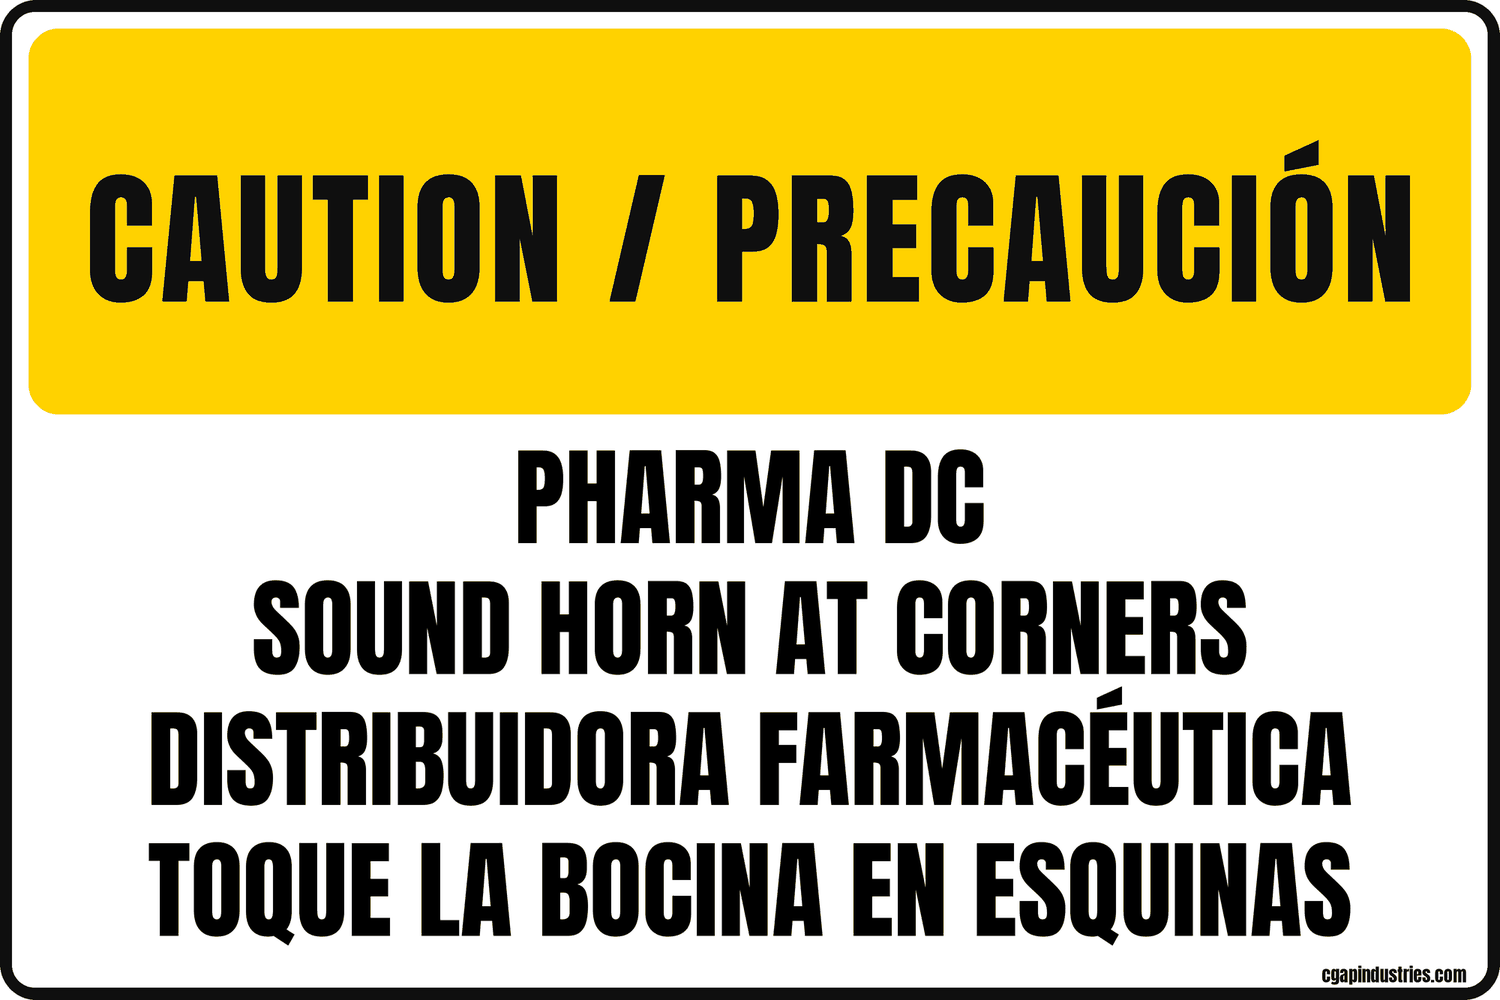 CAUTION / PRECAUCIÓN
PHARMA DC
SOUND HORN AT CORNERS
DISTRIBUIDORA FARMACÉUTICA
TOQUE LA BOCINA EN ESQUINAS
cgapindustries.com